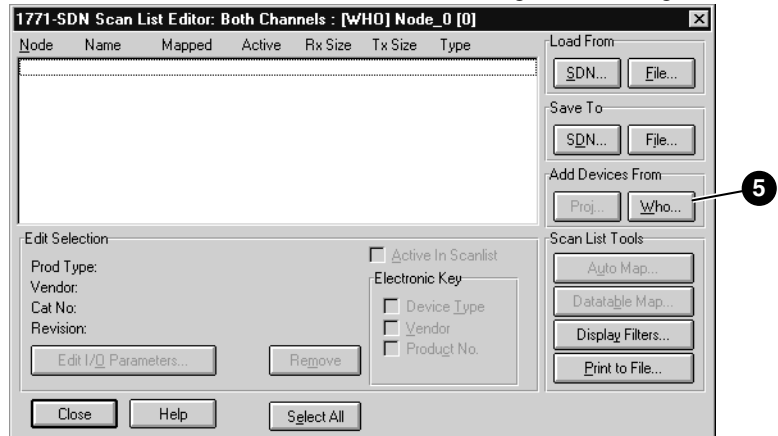 1771-SDN Scan List Editor: Both Channels : [WHO] Node_0 [0]
Node Name Mapped Active Rx Size Tx Size Type
Load From
SDN... File...
Save To
SDN... File...
Add Devices From
Proj... Who...
5
Edit Selection
Prod Type:
Vendor:
Cat No:
Revision:
Edit I/O Parameters...
Remove
Active In Scanlist
Electronic Key
Device Type
Vendor
Product No.
Scan List Tools
Auto Map...
Datatable Map...
Display Filters...
Print to File...
Close Help Select All